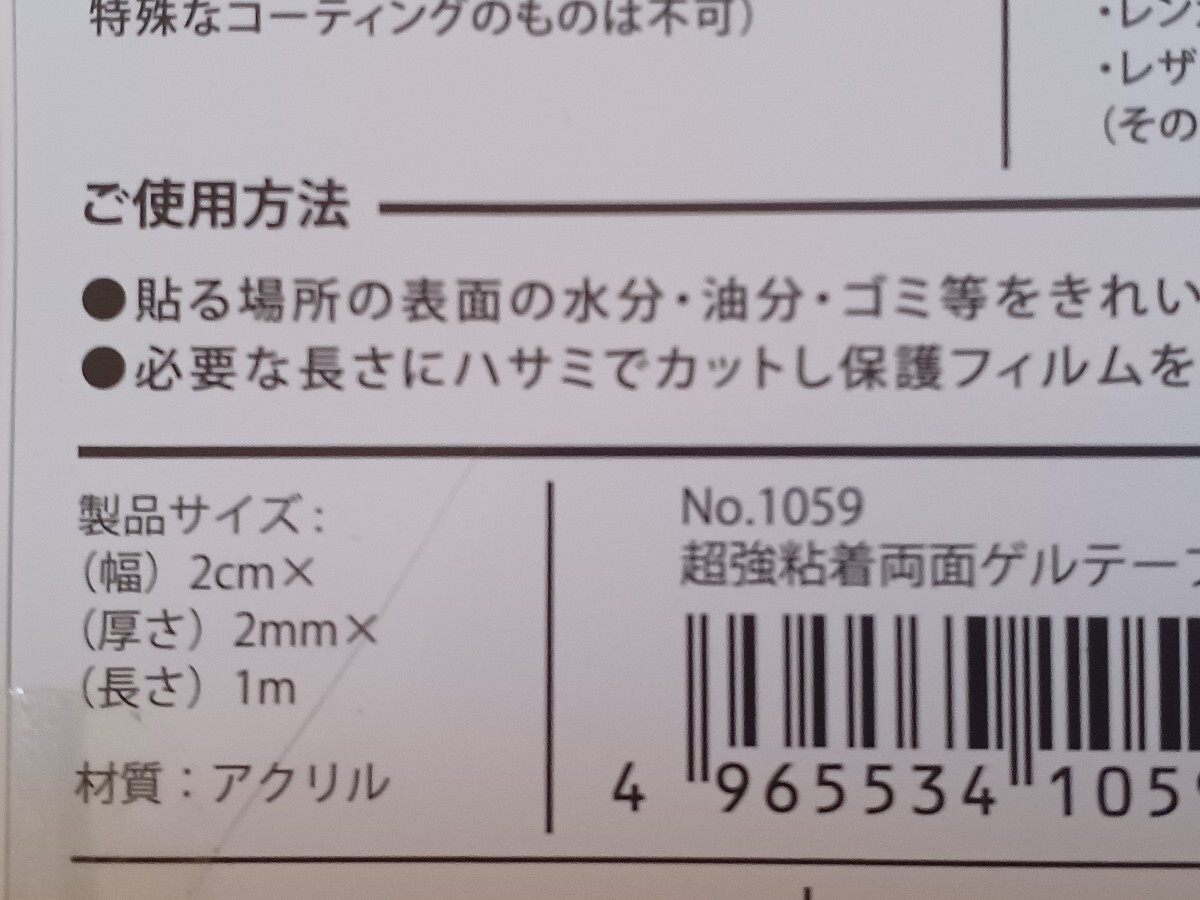 特殊なコーティングのものは不可）
・レン
・レザ
（その
ご使用方法
●貼る場所の表面の水分・油分・ゴミ等をきれい
●必要な長さにハサミでカットし保護フィルムを
製品サイズ：
（幅）2cm×
（厚さ）2mm×
（長さ）1m
材質：アクリル
No.1059
超強粘着両面ゲルテープ
4 965534 1059